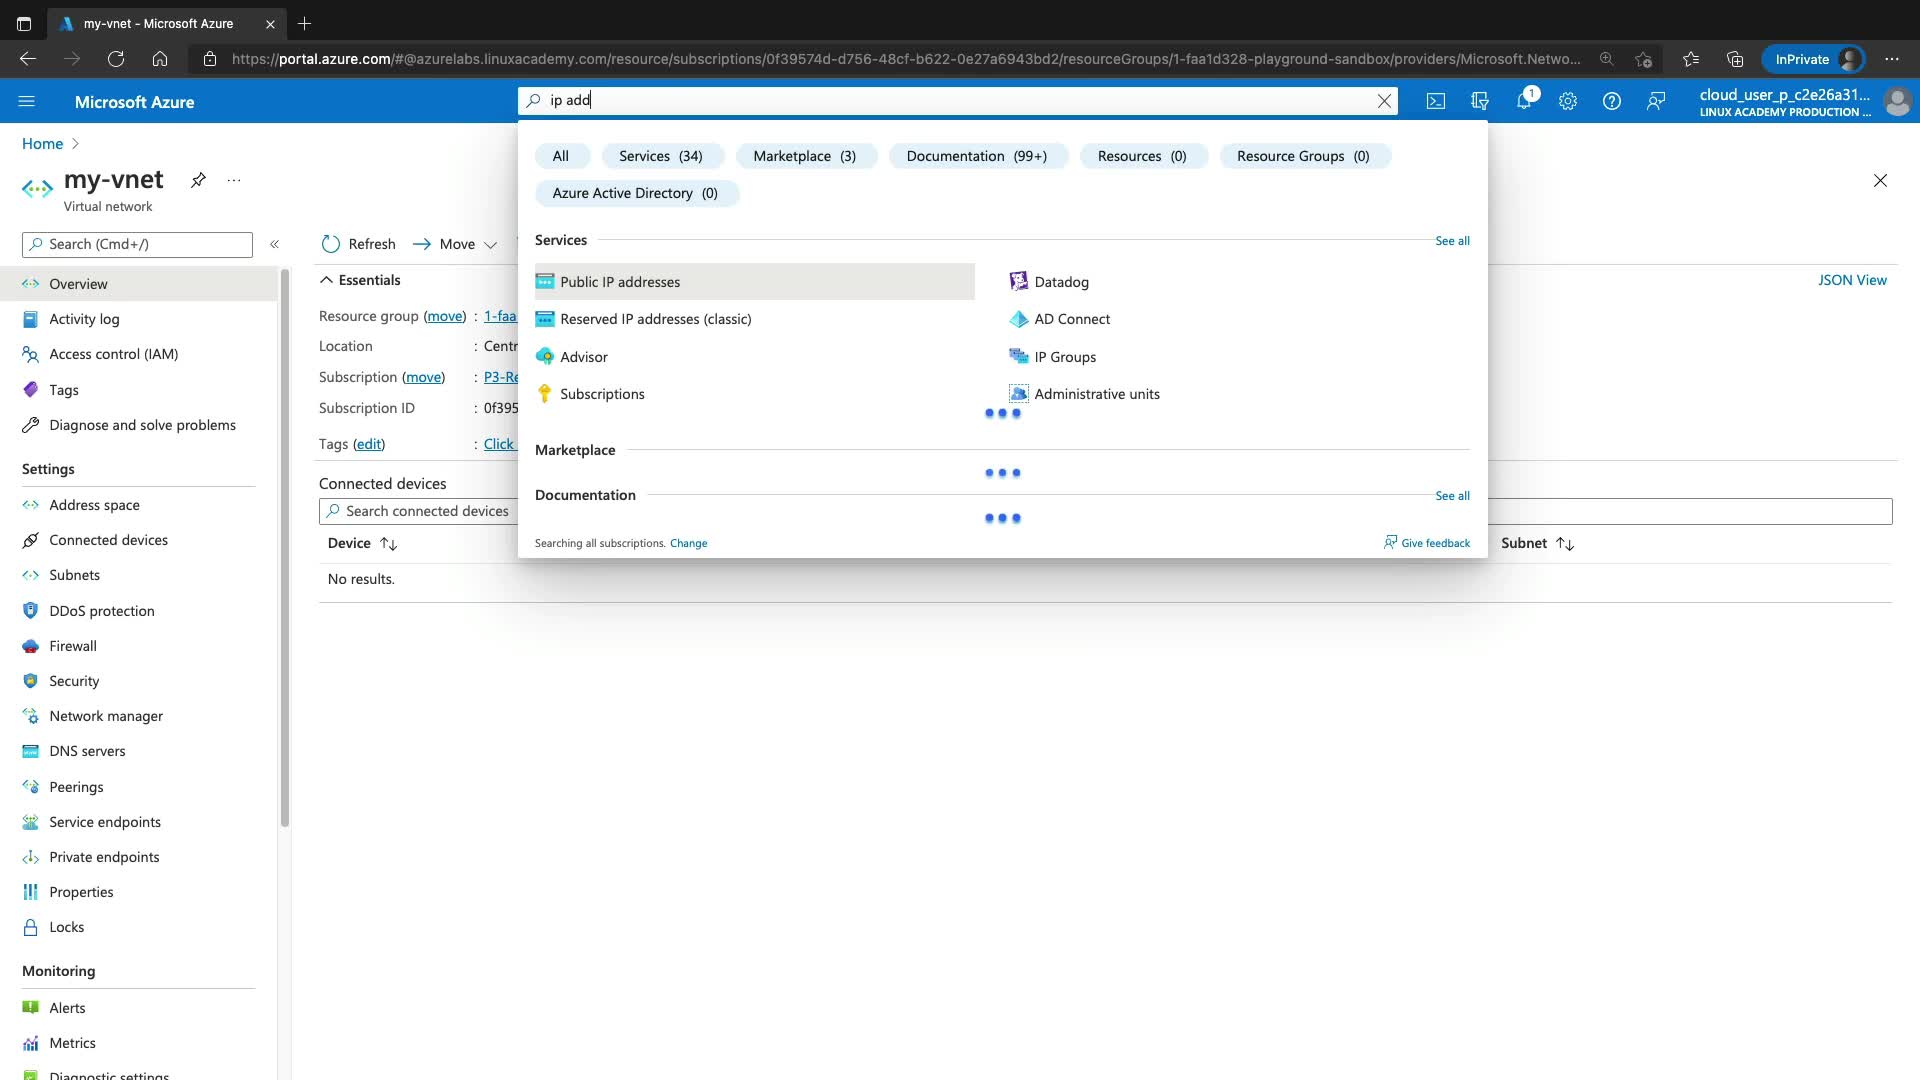 my-vnet - Microsoft Azure
https://portal.azure.com/#@azurelabs.linuxacademy.com/resource/subscriptions/0f39574d-d756-48cf-b622-0e27a6943bd2/resourceGroups/1-faa1d328-playground-sandbox/providers/Microsoft.Netwo...
InPrivate
Microsoft Azure
ip add
1
cloud_user_p_c2e26a31...
LINUX ACADEMY PRODUCTION ...
Home
my-vnet
Virtual network
Search (Cmd+/)
Overview
Activity log
Access control (IAM)
Tags
Diagnose and solve problems
Settings
Address space
Connected devices
Subnets
DDoS protection
Firewall
Security
Network manager
DNS servers
Peerings
Service endpoints
Private endpoints
Properties
Locks
Monitoring
Alerts
Metrics
Diagnostic settings
Refresh
Move
Essentials
JSON View
Resource group (move) : 1-faa
Location : Centr
Subscription (move) : P3-Re
Subscription ID : 0f395
Tags (edit) : Click
Connected devices
Search connected devices
Device
Subnet
No results.
All
Services (34)
Marketplace (3)
Documentation (99+)
Resources (0)
Resource Groups (0)
Azure Active Directory (0)
Services
See all
Public IP addresses
Datadog
Reserved IP addresses (classic)
AD Connect
Advisor
IP Groups
Subscriptions
Administrative units
Marketplace
Documentation
See all
Searching all subscriptions. Change
Give feedback